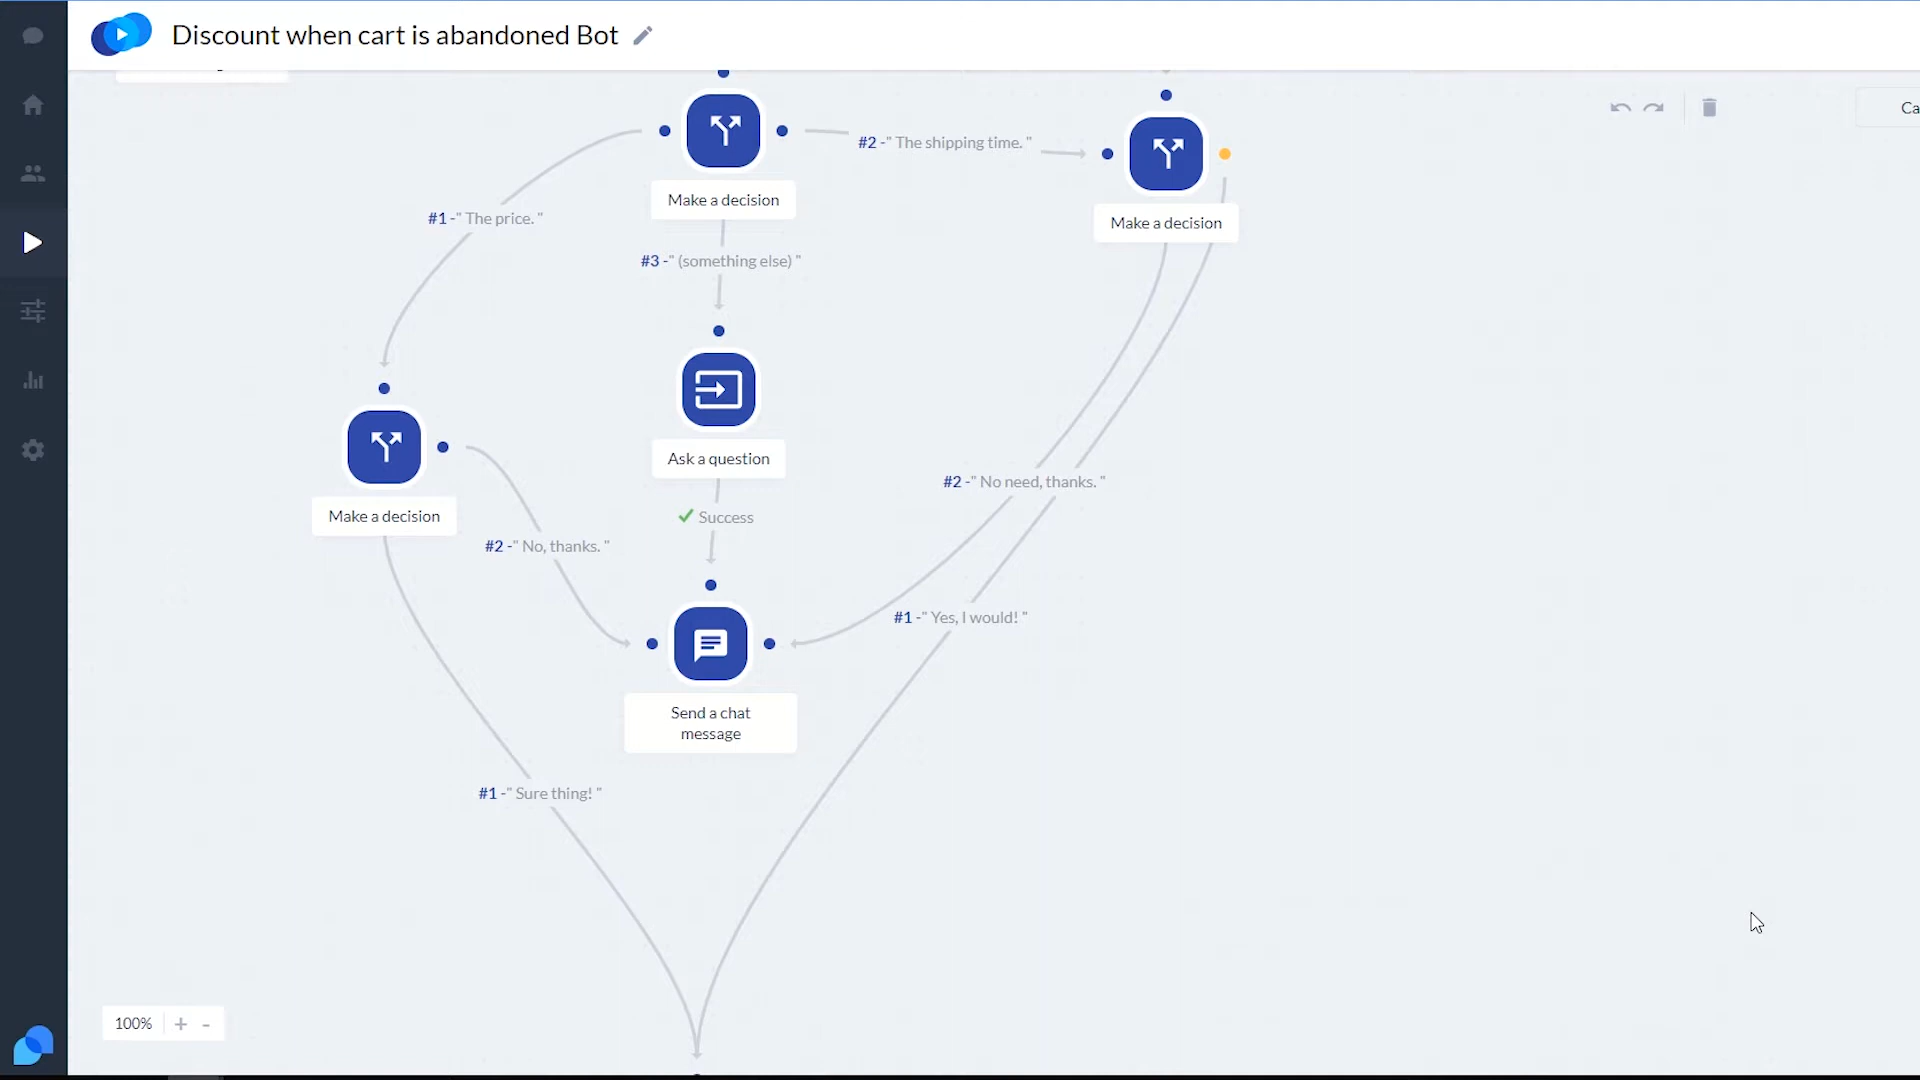 Discount when cart is abandoned Bot
Ca
#2 -" The shipping time. "
Make a decision
Make a decision
#1 -" The price. "
#3 -" (something else) "
Ask a question
#2 -" No need, thanks. "
Make a decision
Success
#2 -" No, thanks. "
#1 -" Yes, I would! "
Send a chat
message
#1 -" Sure thing! "
100% + -